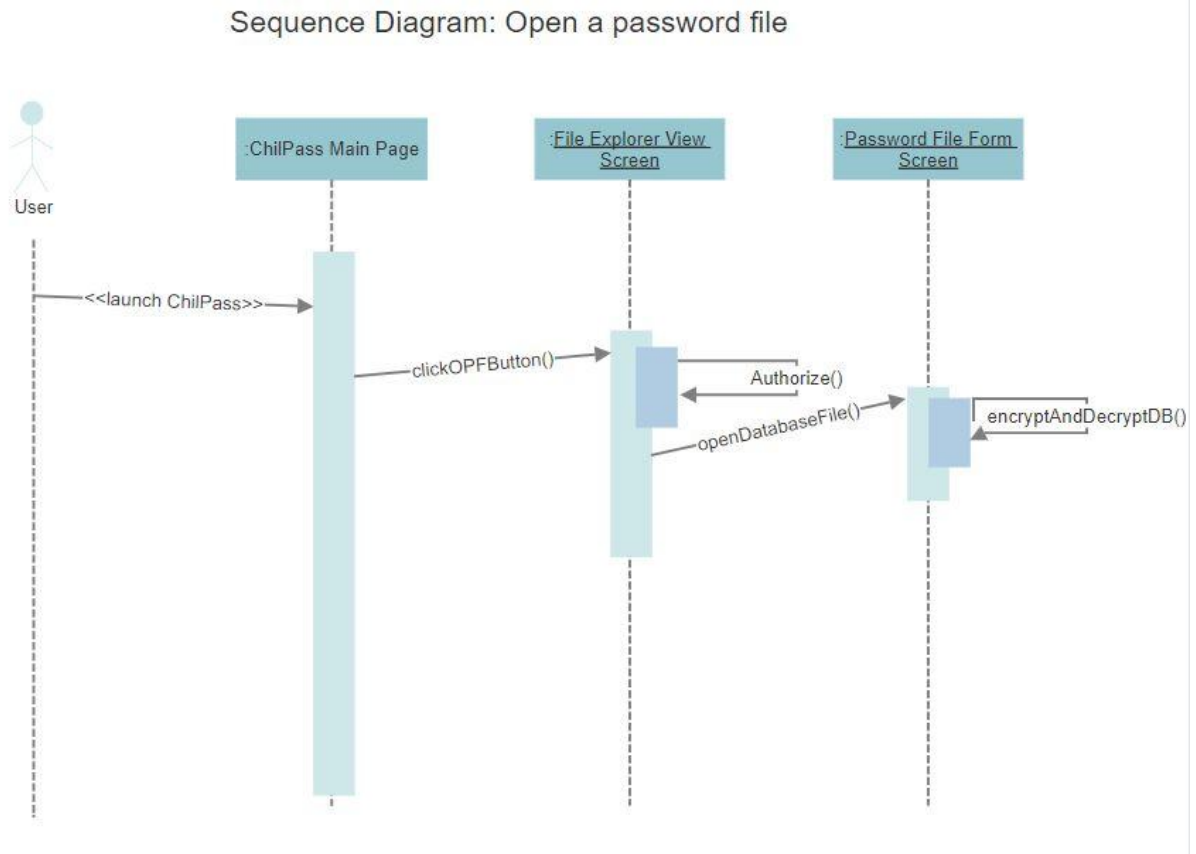 Sequence Diagram: Open a password file
User
:ChilPass Main Page
:File Explorer View
Screen
:Password File Form
Screen
<<launch ChilPass>>
clickOPFButton()
Authorize()
openDatabaseFile()
encryptAndDecryptDB()